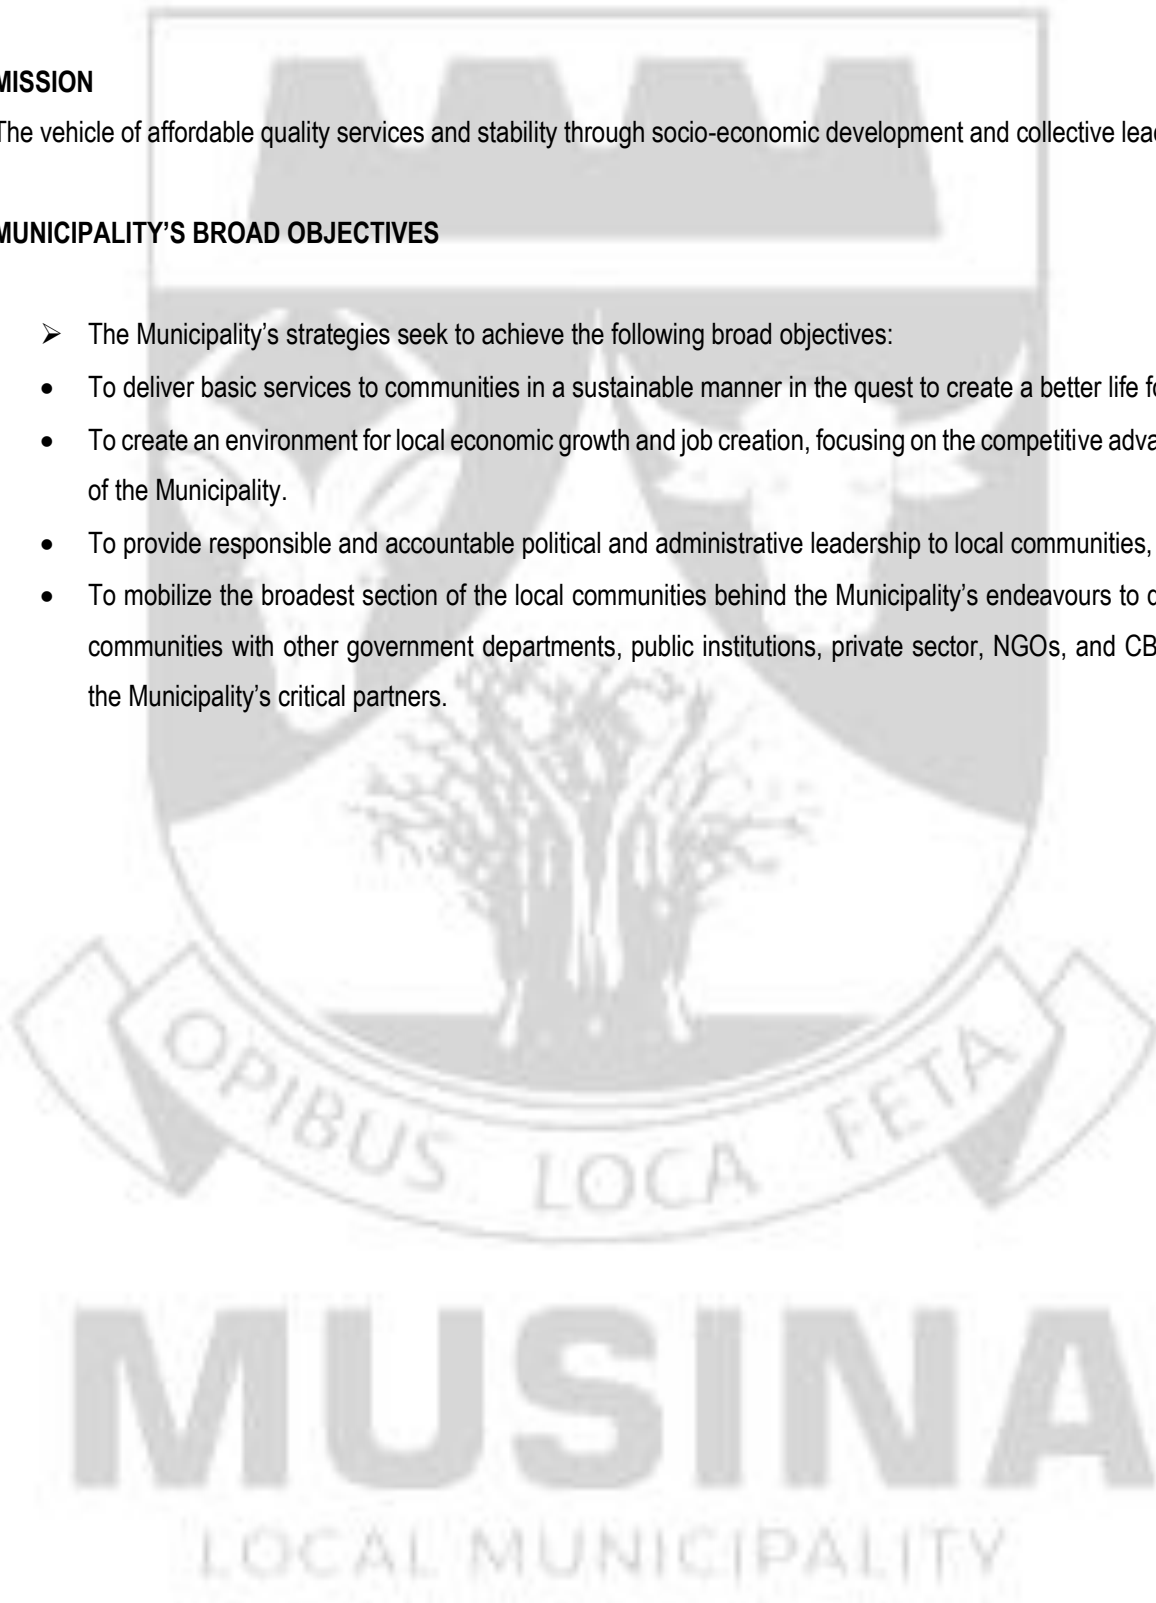 MISSION
The vehicle of affordable quality services and stability through socio-economic development and collective
MUNICIPALITY'S BROAD OBJECTIVES
➢ The Municipality's strategies seek to achieve the following broad objectives:
• To deliver basic services to communities in a sustainable manner in the quest to create a better life
• To create an environment for local economic growth and job creation, focusing on the competitive
of the Municipality.
• To provide responsible and accountable political and administrative leadership to local communities,
• To mobilize the broadest section of the local communities behind the Municipality's endeavours to
communities with other government departments, public institutions, private sector, NGOs, and
the Municipality's critical partners.
OPIBUS LOCA FETA
MUSINA
LOCAL MUNICIPALITY